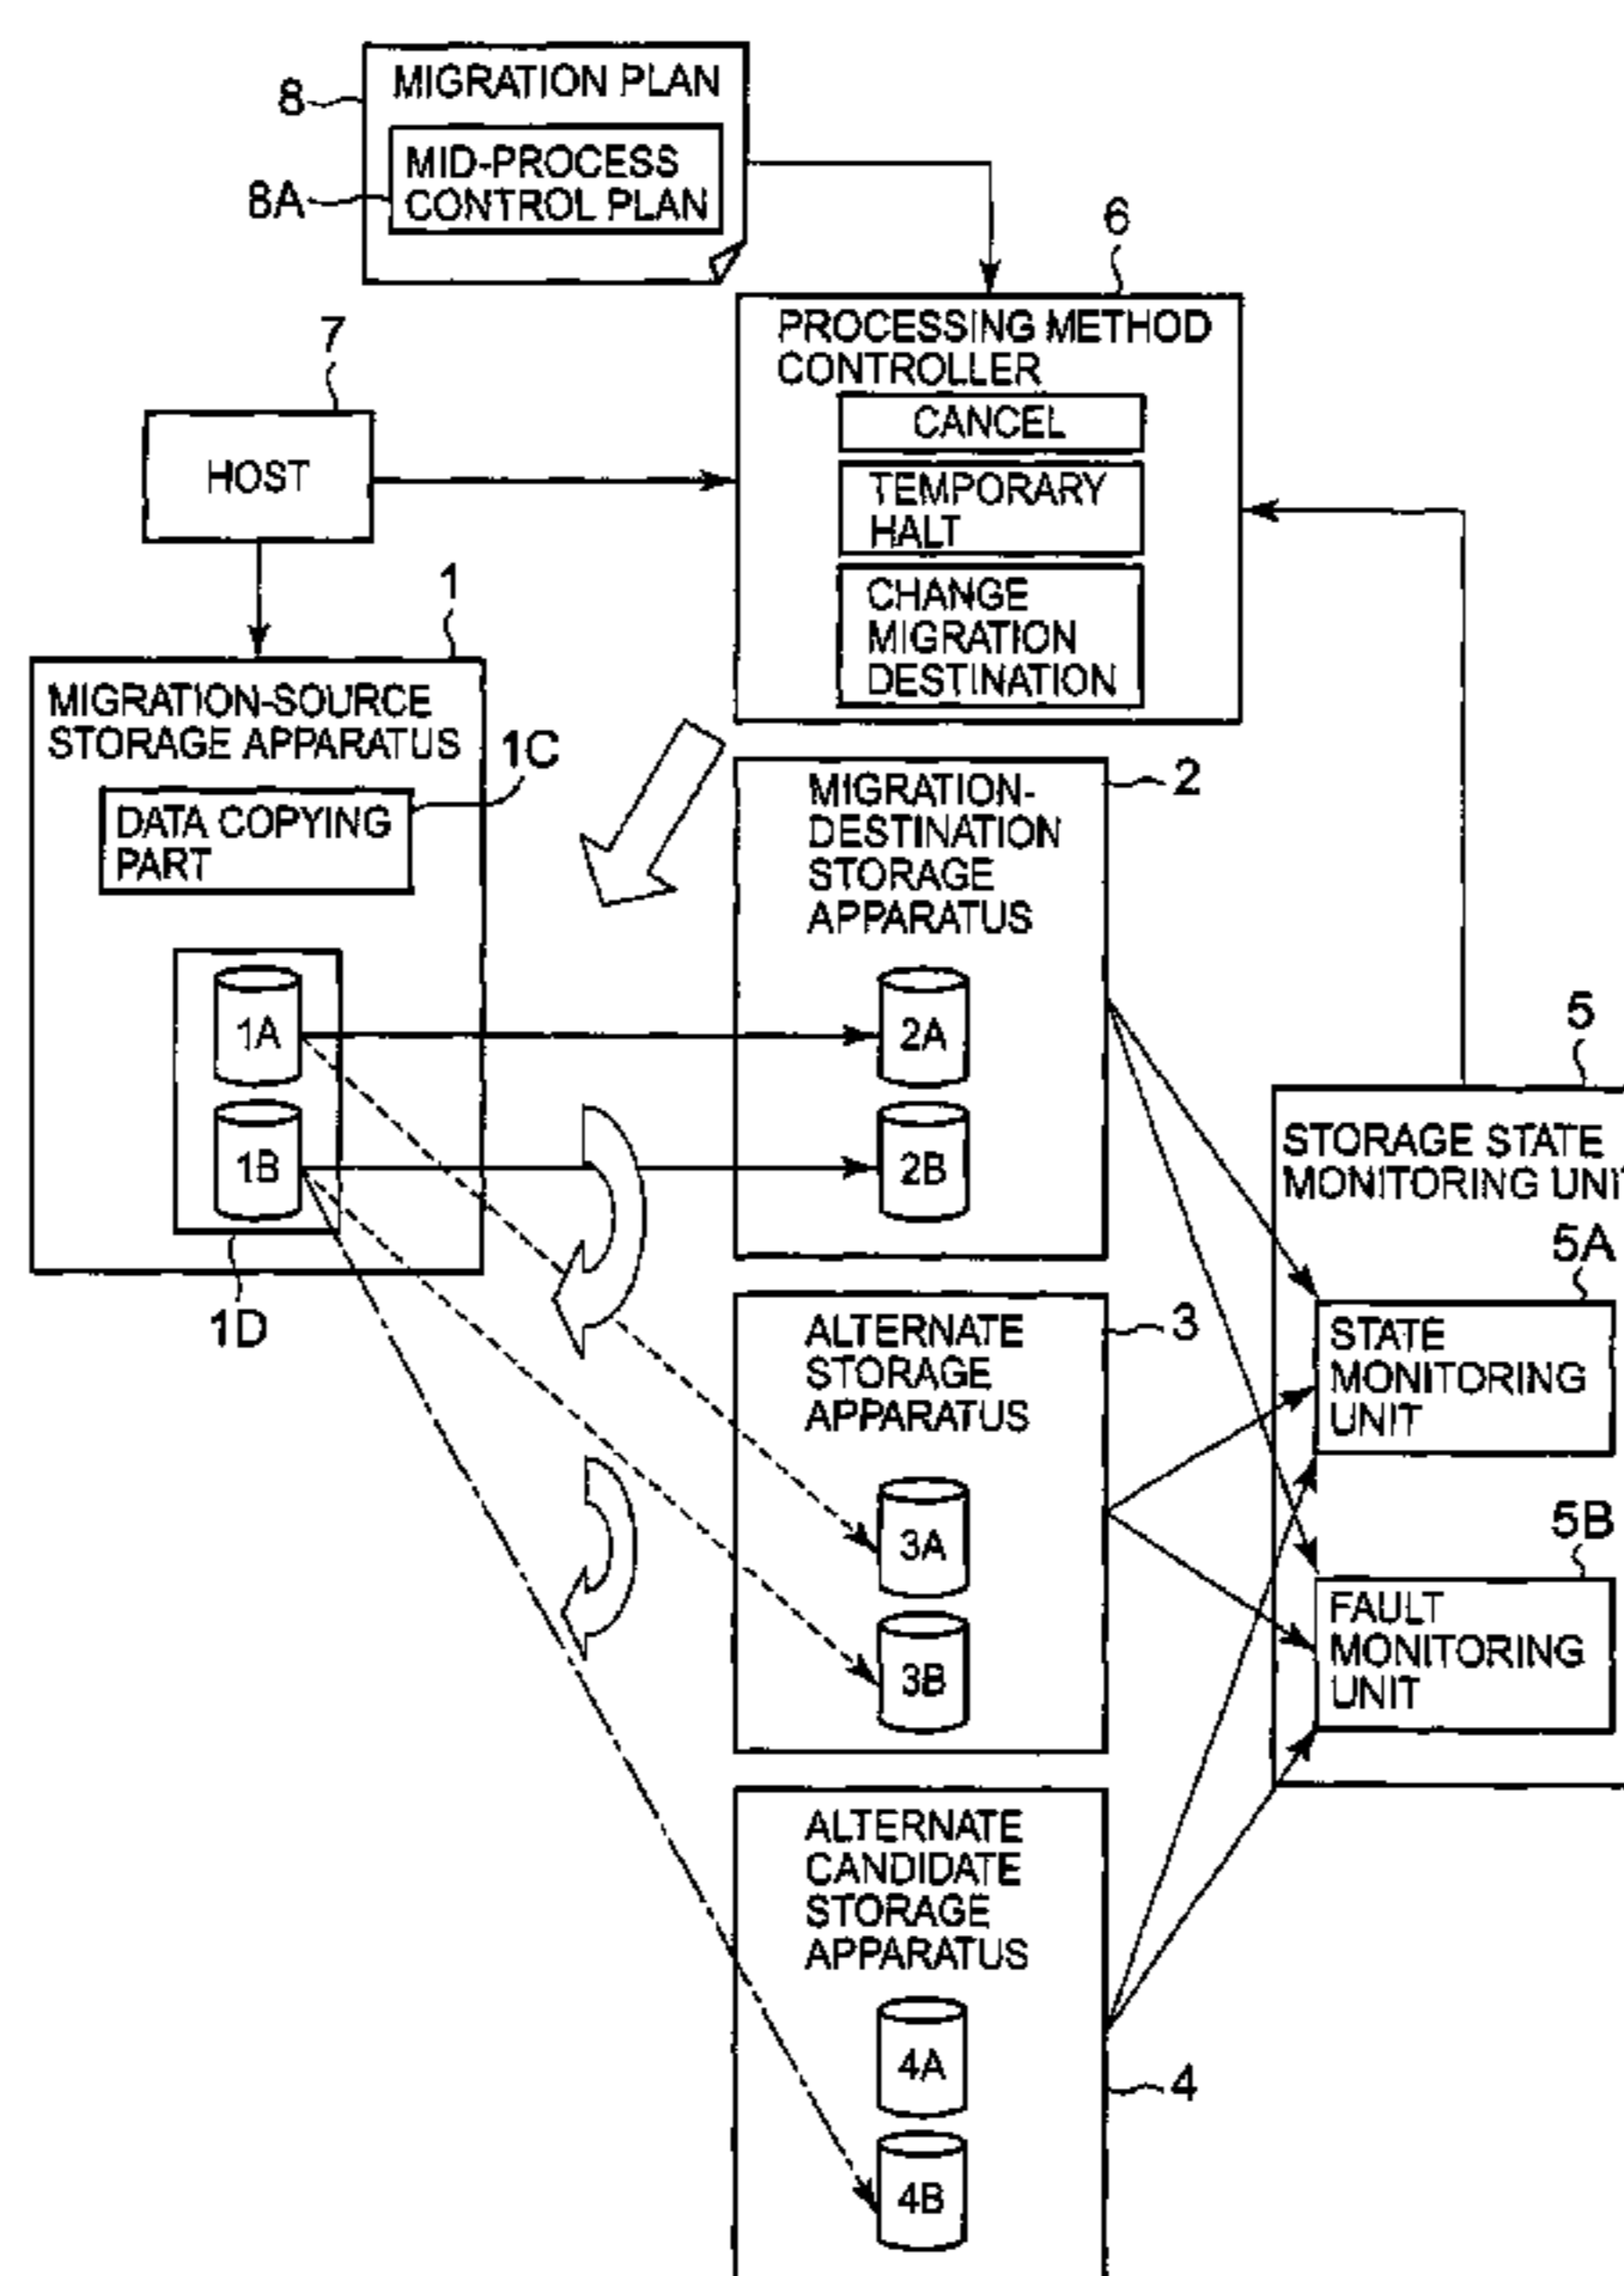 8
MIGRATION PLAN
8A
MID-PROCESS
CONTROL PLAN
6
PROCESSING METHOD
CONTROLLER
CANCEL
TEMPORARY
HALT
CHANGE
MIGRATION
DESTINATION
7
HOST
1
MIGRATION-SOURCE
STORAGE APPARATUS
1C
DATA COPYING
PART
1A
1B
1D
2
MIGRATION-
DESTINATION
STORAGE
APPARATUS
2A
2B
3
ALTERNATE
STORAGE
APPARATUS
3A
3B
ALTERNATE
CANDIDATE
STORAGE
APPARATUS
4A
4B
4
5
STORAGE STATE
MONITORING UNIT
5A
STATE
MONITORING
UNIT
5B
FAULT
MONITORING
UNIT